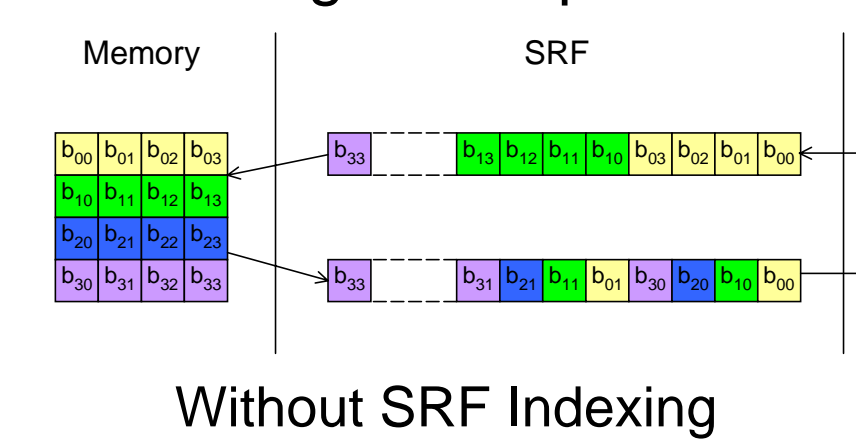 Memory SRF
b00 b01 b02 b03 b33 b13 b12 b11 b10 b03 b02 b01 b00
b10 b11 b12 b13
b20 b21 b22 b23
b30 b31 b32 b33 b33 b31 b21 b11 b01 b30 b20 b10 b00
Without SRF Indexing